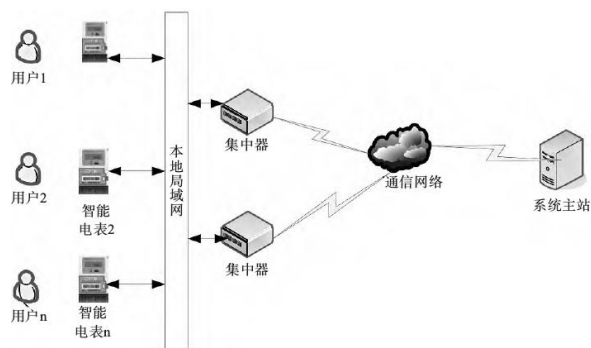 用户1
用户2
智能
电表2
用户n
智能
电表n
本地局域网
集中器
集中器
通信网络
系统主站